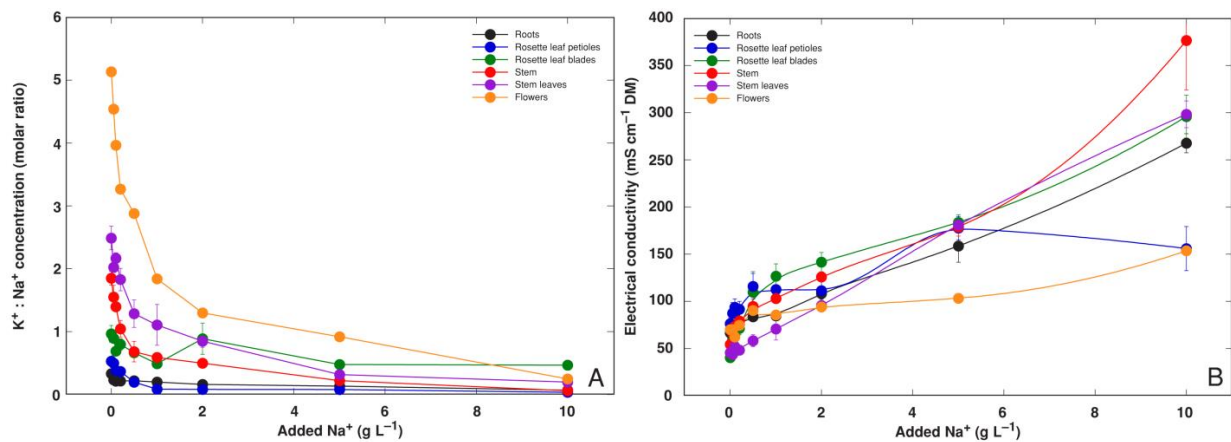 6
5
4
3
2
1
0
K⁺ : Na⁺ concentration (molar ratio)
Roots
Rosette leaf petioles
Rosette leaf blades
Stem
Stem leaves
Flowers
A
0 2 4 6 8 10
Added Na⁺ (g L⁻¹)
400
350
300
250
200
150
100
50
0
Electrical conductivity (mS cm⁻¹ DM)
Roots
Rosette leaf petioles
Rosette leaf blades
Stem
Stem leaves
Flowers
B
0 2 4 6 8 10
Added Na⁺ (g L⁻¹)